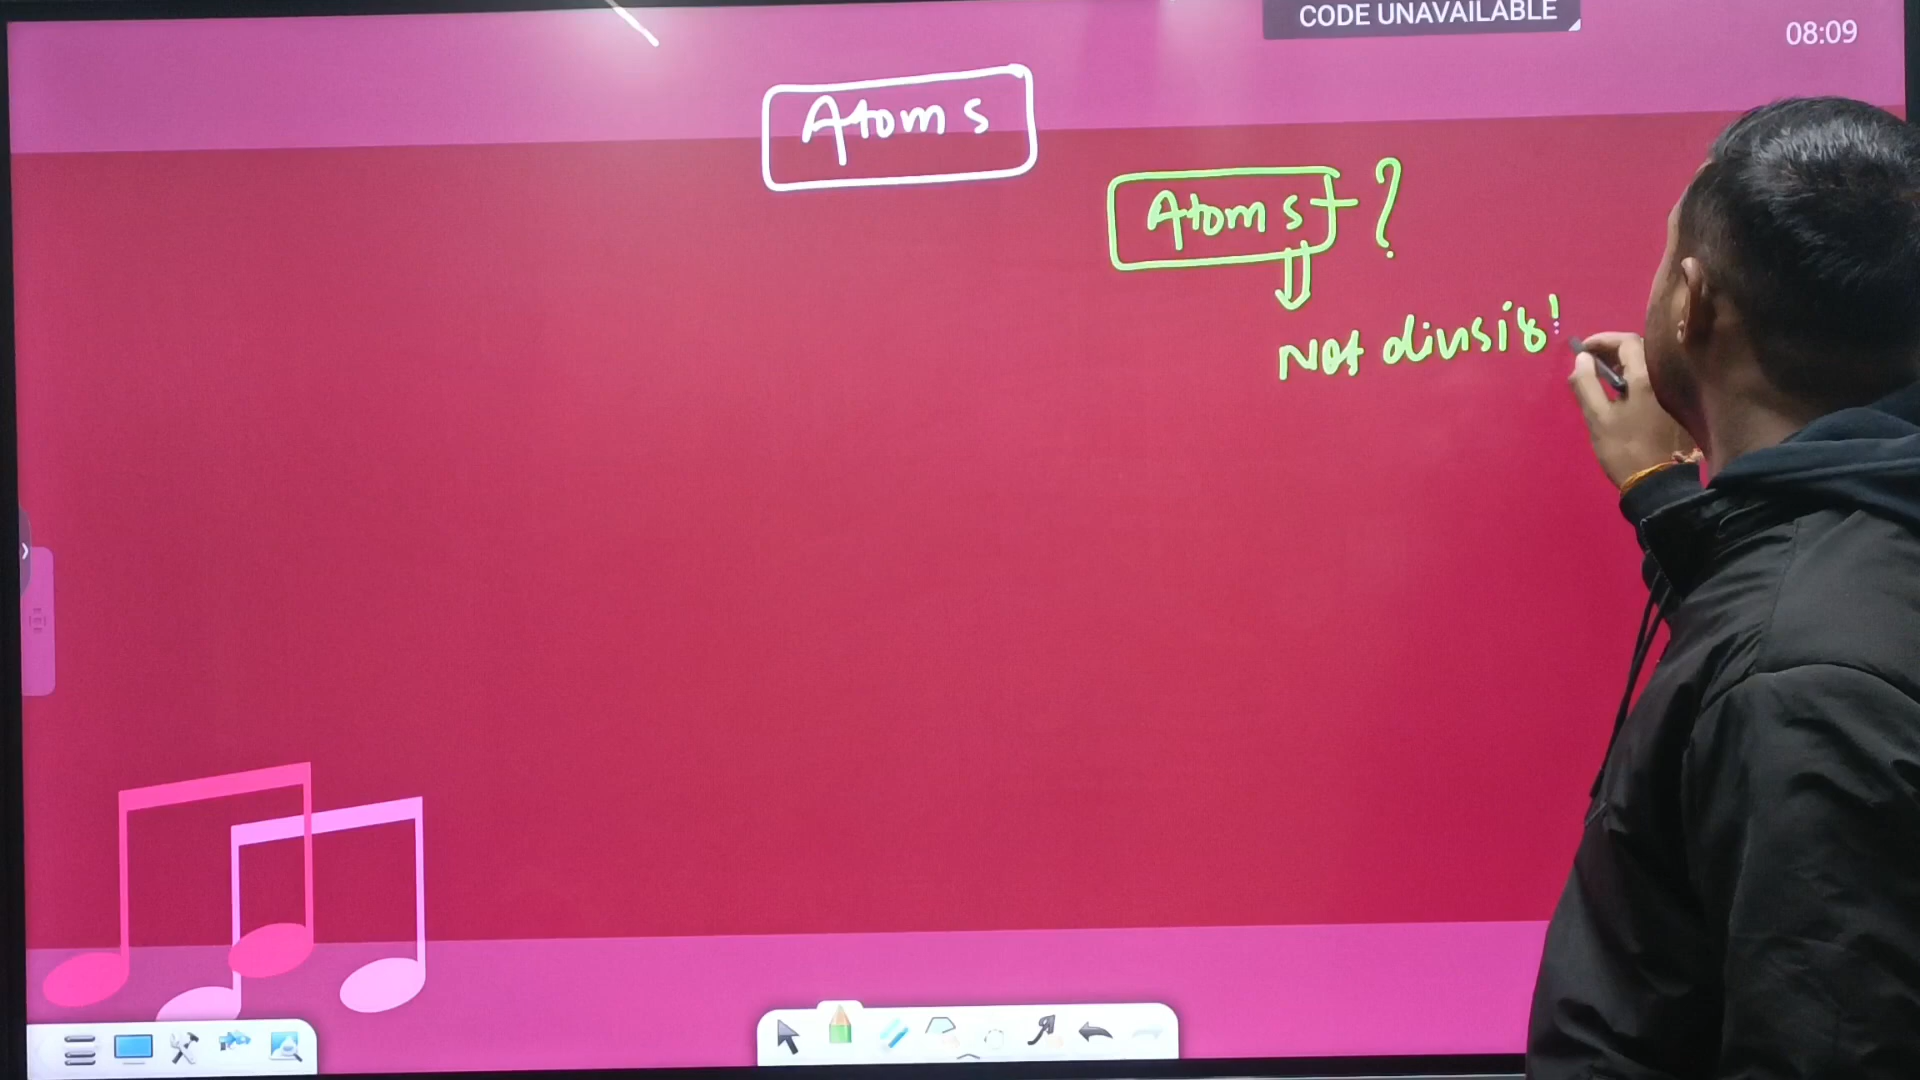 CODE UNAVAILABLE
08:09
Atoms
Atoms - ?
Not divisib